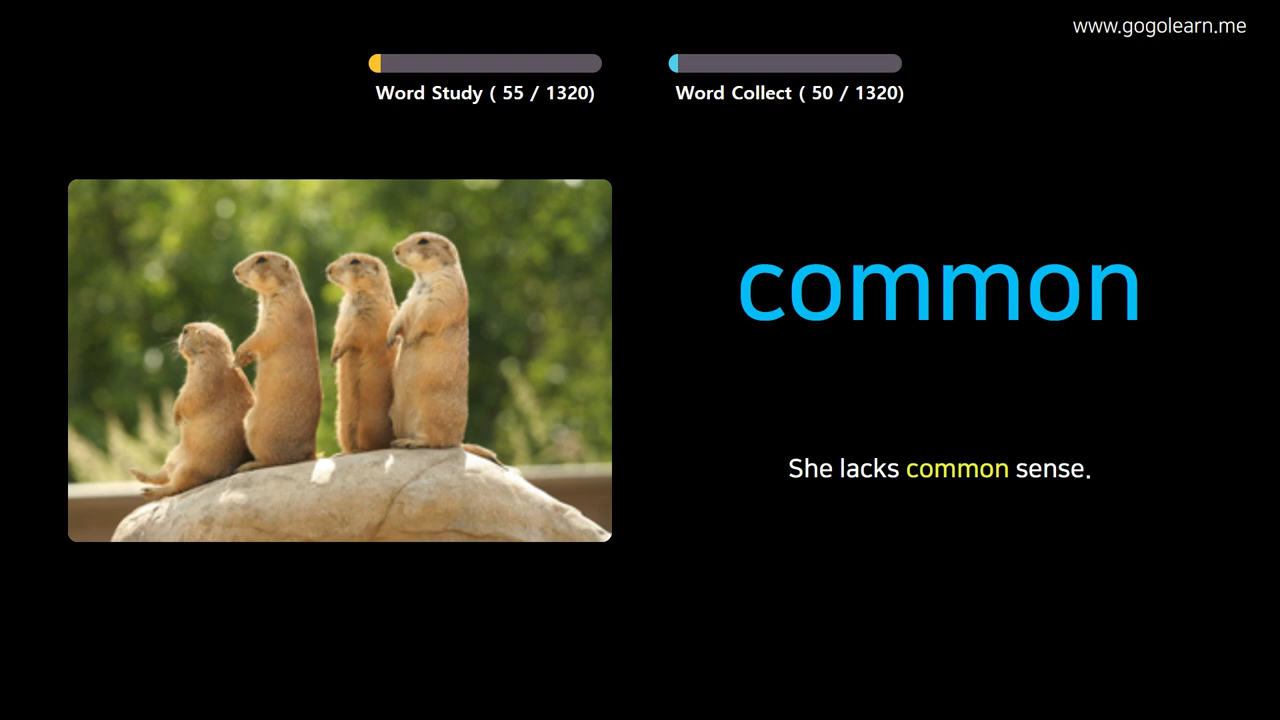 www.gogolearn.me
Word Study ( 55 / 1320)
Word Collect ( 50 / 1320)
common
She lacks common sense.